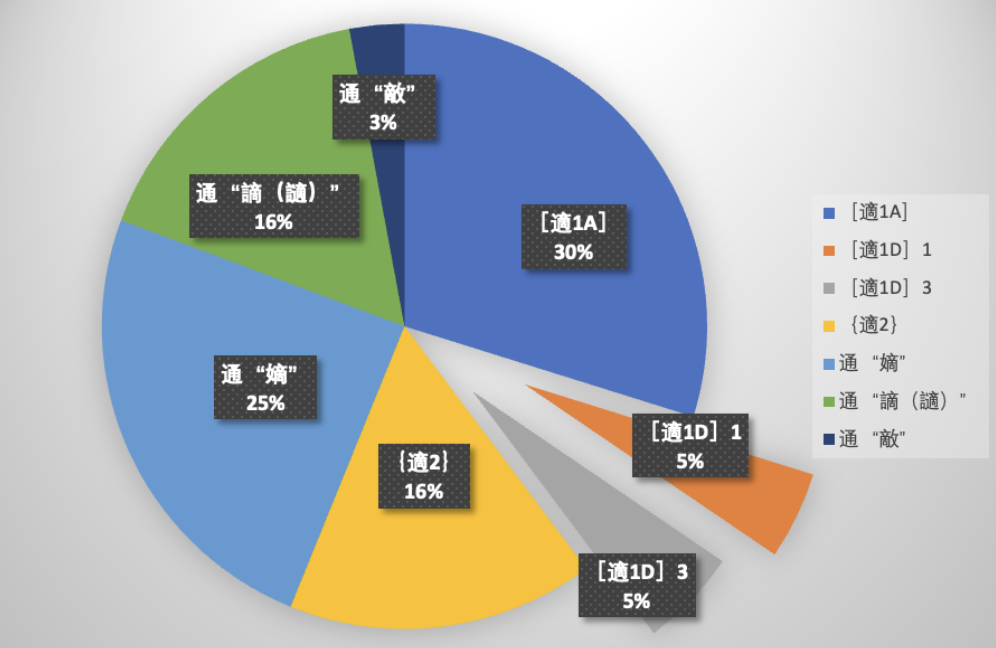 通 “敵”
3%
通 “謫（讁）”
16%
［適1A］
30%
通 “嫡”
25%
｛適2｝
16%
［適1D］1
5%
［適1D］3
5%
［適1A］
［適1D］1
［適1D］3
｛適2｝
通 “嫡”
通 “謫（讁）”
通 “敵”